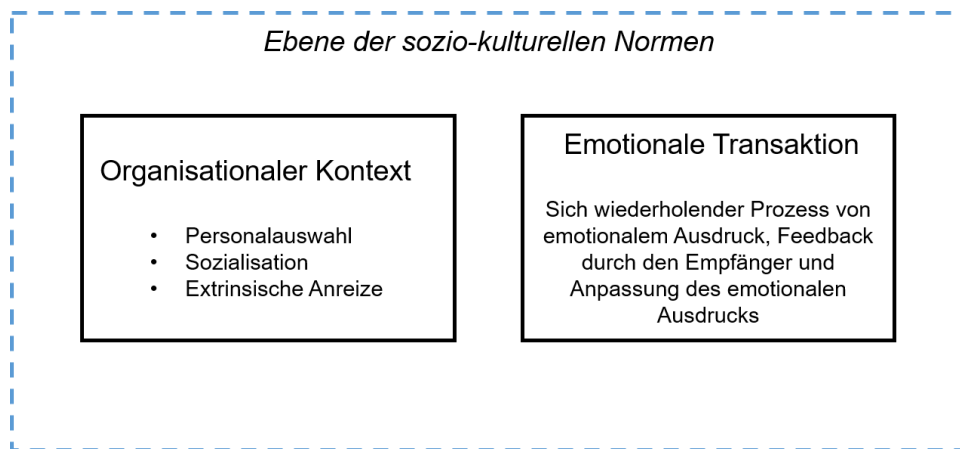 Ebene der sozio-kulturellen Normen
Organisationaler Kontext
• Personalauswahl
• Sozialisation
• Extrinsische Anreize
Emotionale Transaktion
Sich wiederholender Prozess von
emotionalem Ausdruck, Feedback
durch den Empfänger und
Anpassung des emotionalen
Ausdrucks